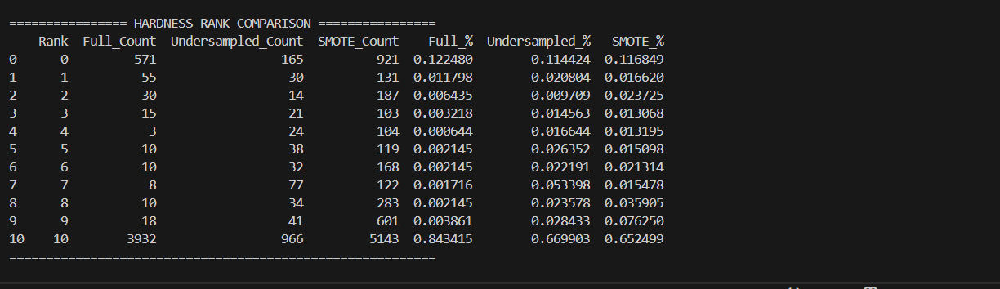 ================ HARDNESS RANK COMPARISON ================
    Rank  Full_Count  Undersampled_Count  SMOTE_Count    Full_%  Undersampled_%   SMOTE_%
0      0         571                 165          921  0.122480        0.114424  0.116849
1      1          55                  30          131  0.011798        0.020804  0.016620
2      2          30                  14          187  0.006435        0.009709  0.023725
3      3          15                  21          103  0.003218        0.014563  0.013068
4      4           3                  24          104  0.000644        0.016644  0.013195
5      5          10                  38          119  0.002145        0.026352  0.015098
6      6          10                  32          168  0.002145        0.022191  0.021314
7      7           8                  77          122  0.001716        0.053398  0.015478
8      8          10                  34          283  0.002145        0.023578  0.035905
9      9          18                  41          601  0.003861        0.028433  0.076250
10    10        3932                 966         5143  0.843415        0.669903  0.652499
==========================================================